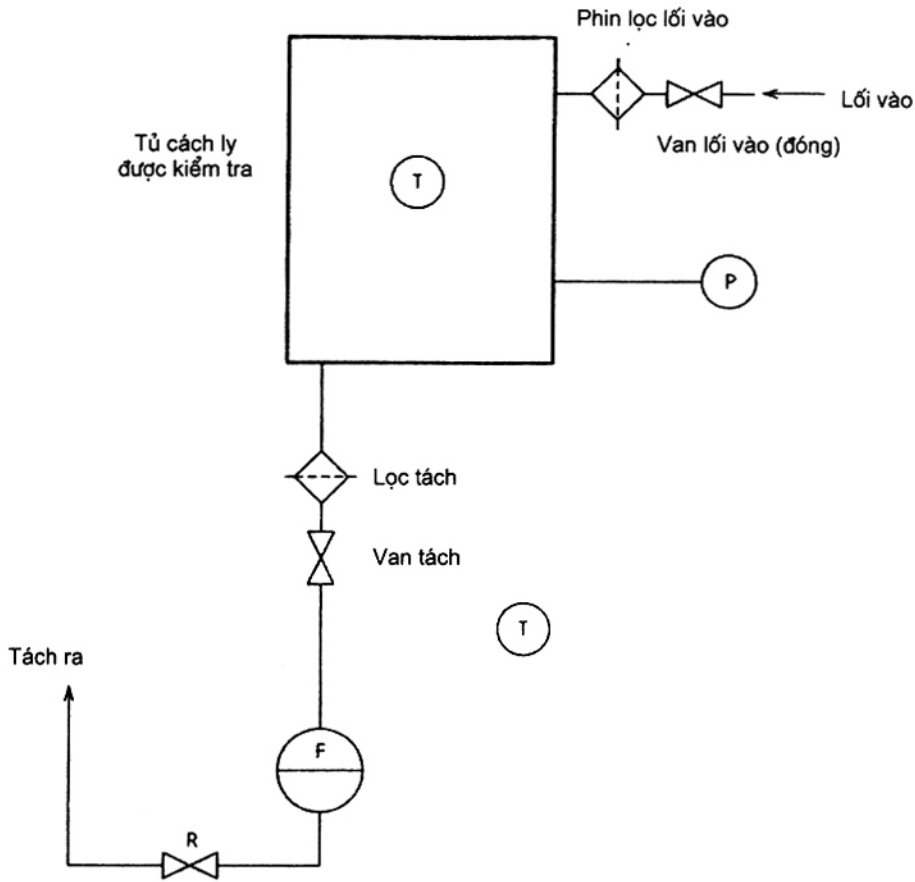 Phin lọc lối vào
Lối vào
Van lối vào (đóng)
Tủ cách ly
được kiểm tra
T
P
Lọc tách
Van tách
T
Tách ra
F
R